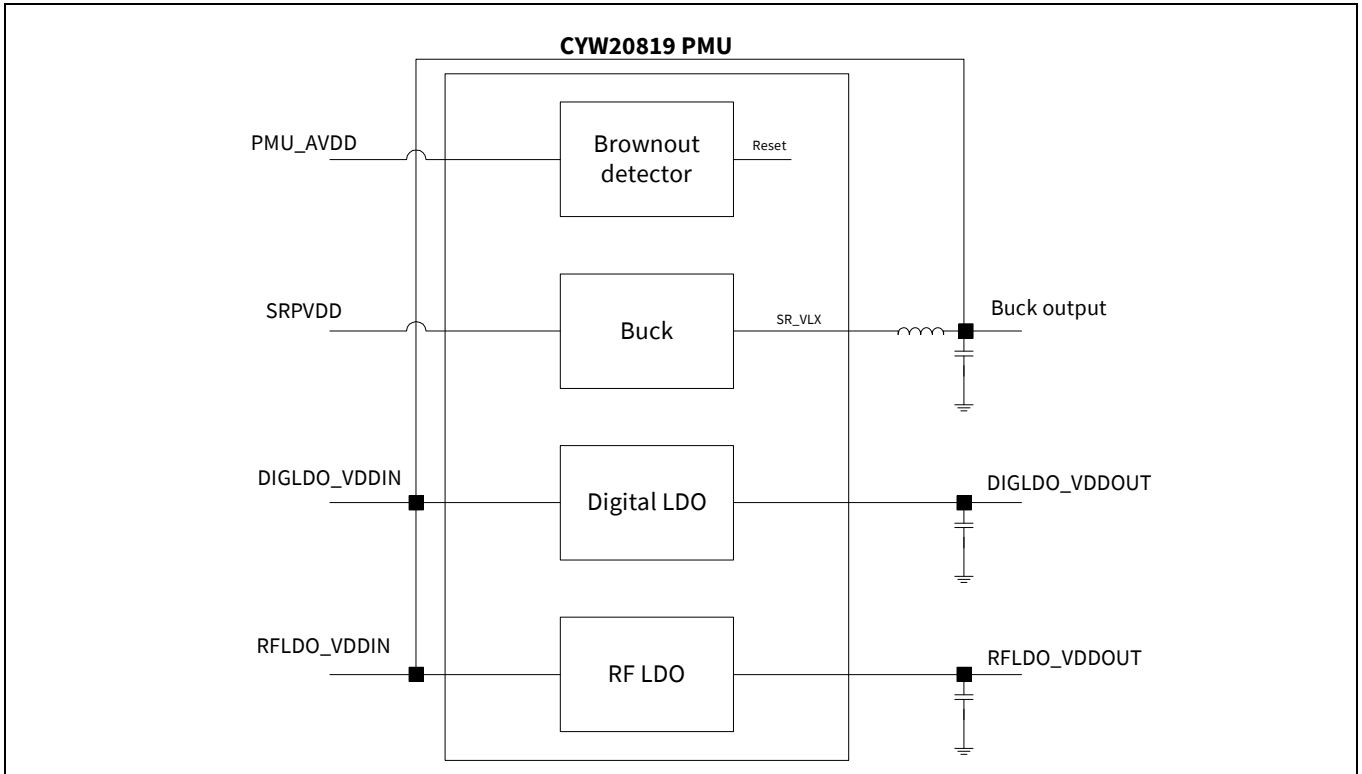 CYW20819 PMU
PMU_AVDD
Brownout
detector
Reset
SRPVDD
Buck
SR_VLX
Buck output
DIGLDO_VDDIN
Digital LDO
DIGLDO_VDDOUT
RFLDO_VDDIN
RF LDO
RFLDO_VDDOUT